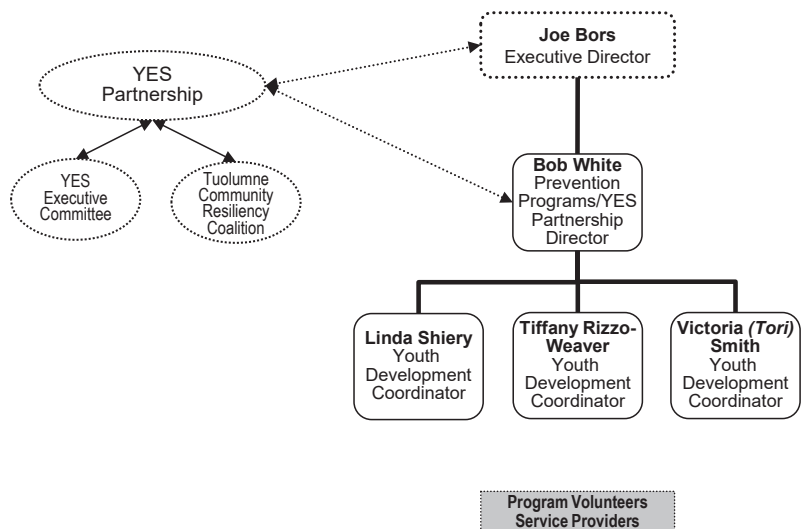 Joe Bors
Executive Director
YES
Partnership
YES
Executive
Committee
Tuolumne
Community
Resiliency
Coalition
Bob White
Prevention
Programs/YES
Partnership
Director
Linda Shiery
Youth
Development
Coordinator
Tiffany Rizzo-
Weaver
Youth
Development
Coordinator
Victoria (Tori)
Smith
Youth
Development
Coordinator
Program Volunteers
Service Providers